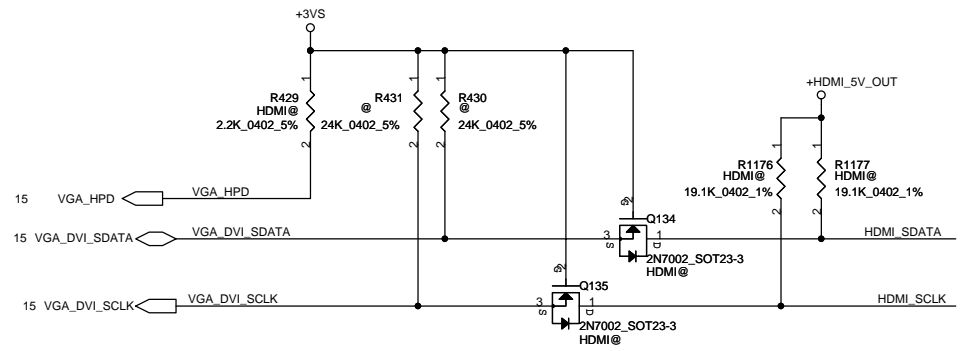 +3VS
1
1
1
R429
HDMI@
2.2K_0402_5%
R431
@
24K_0402_5%
R430
@
24K_0402_5%
2
2
2
+HDMI_5V_OUT
1
1
R1176
HDMI@
19.1K_0402_1%
R1177
HDMI@
19.1K_0402_1%
2
2
15 VGA_HPD
VGA_HPD
2
G
Q134
15 VGA_DVI_SDATA
VGA_DVI_SDATA
3
S
1
D
HDMI_SDATA
2N7002_SOT23-3
HDMI@
2
G
Q135
15 VGA_DVI_SCLK
VGA_DVI_SCLK
3
S
1
D
HDMI_SCLK
2N7002_SOT23-3
HDMI@